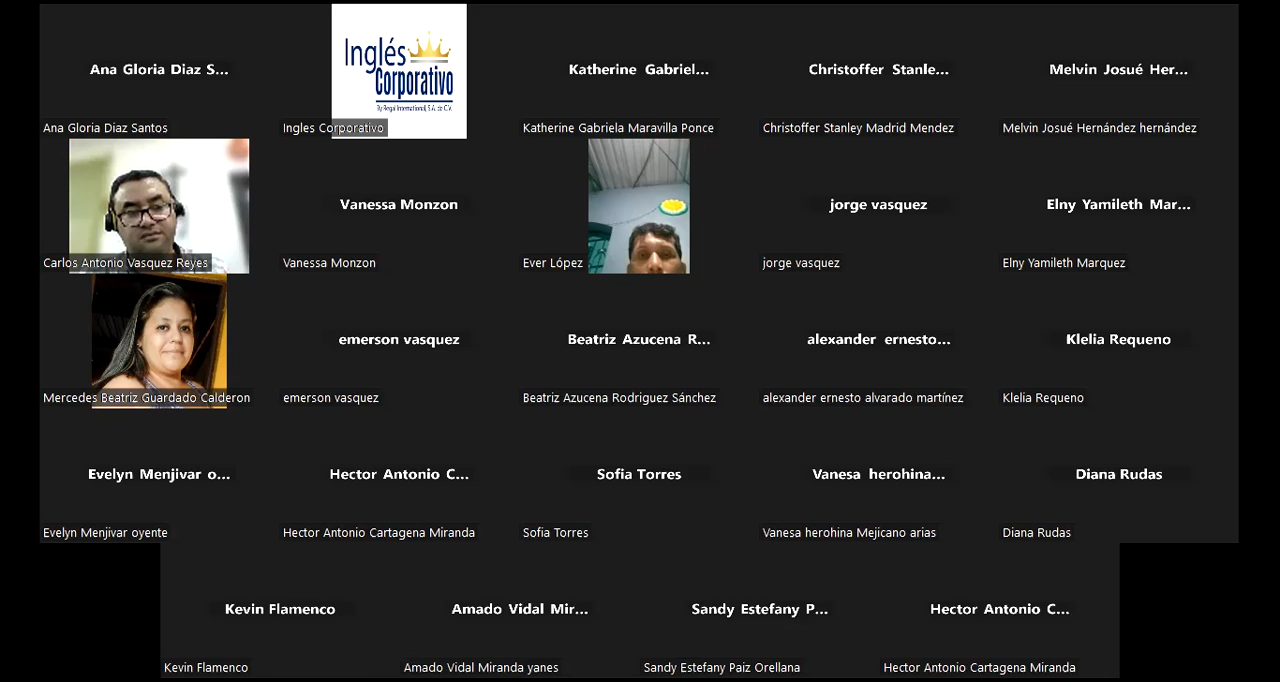 Ana Gloria Diaz S...
Ana Gloria Diaz Santos
Inglés
Corporativo
By Regal International, S.A. de C.V.
Ingles Corporativo
Katherine Gabriel...
Katherine Gabriela Maravilla Ponce
Christoffer Stanle...
Christoffer Stanley Madrid Mendez
Melvin Josué Her...
Melvin Josué Hernández hernández
Carlos Antonio Vasquez Reyes
Vanessa Monzon
Vanessa Monzon
Ever López
jorge vasquez
jorge vasquez
Elny Yamileth Mar...
Elny Yamileth Marquez
Mercedes Beatriz Guardado Calderon
emerson vasquez
emerson vasquez
Beatriz Azucena R...
Beatriz Azucena Rodriguez Sánchez
alexander ernesto...
alexander ernesto alvarado martínez
Klelia Requeno
Klelia Requeno
Evelyn Menjivar o...
Evelyn Menjivar oyente
Hector Antonio C...
Hector Antonio Cartagena Miranda
Sofia Torres
Sofia Torres
Vanesa herohina...
Vanesa herohina Mejicano arias
Diana Rudas
Diana Rudas
Kevin Flamenco
Kevin Flamenco
Amado Vidal Mir...
Amado Vidal Miranda yanes
Sandy Estefany P...
Sandy Estefany Paiz Orellana
Hector Antonio C...
Hector Antonio Cartagena Miranda